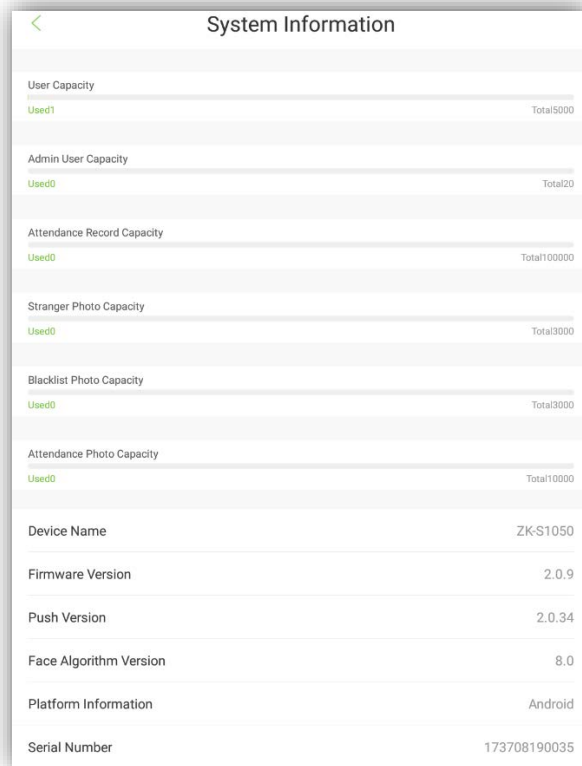 System Information
User Capacity
Used1 Total5000
Admin User Capacity
Used0 Total20
Attendance Record Capacity
Used0 Total100000
Stranger Photo Capacity
Used0 Total3000
Blacklist Photo Capacity
Used0 Total3000
Attendance Photo Capacity
Used0 Total10000
Device Name ZK-S1050
Firmware Version 2.0.9
Push Version 2.0.34
Face Algorithm Version 8.0
Platform Information Android
Serial Number 173708190035